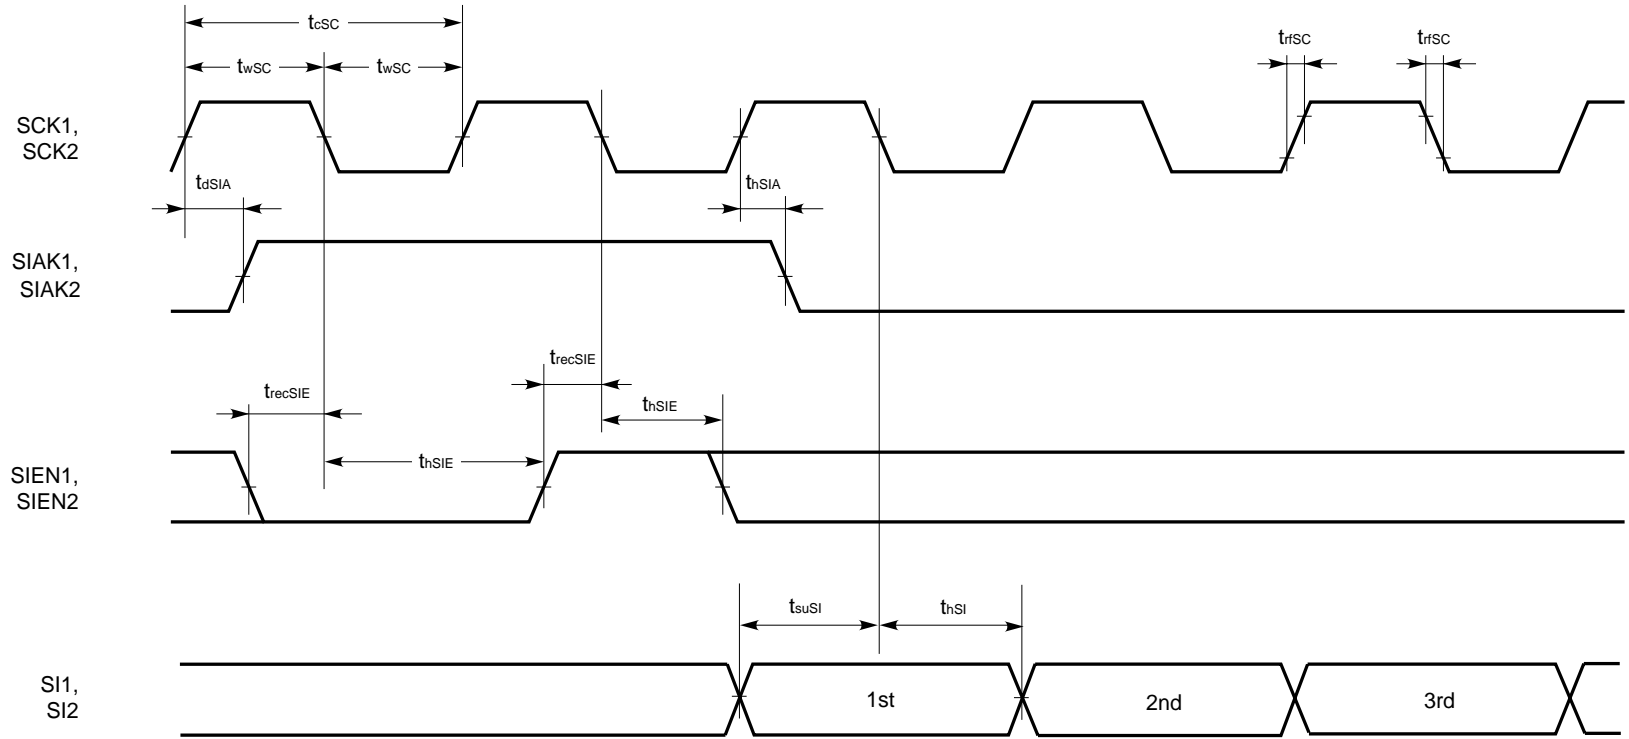 tcSC
trfSC trfSC
twSC twSC
SCK1,
SCK2
tdSIA thSIA
SIAK1,
SIAK2
trecSIE
trecSIE
thSIE
thSIE
SIEN1,
SIEN2
tsuSI thSI
SI1,
SI2
1st 2nd 3rd